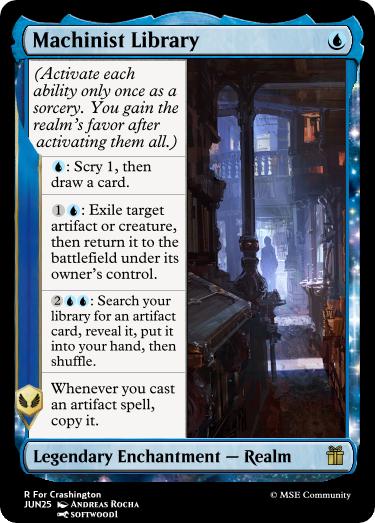 Machinist Library
(Activate each
ability only once as a
sorcery. You gain the
realm's favor after
activating them all.)
: Scry 1, then
draw a card.
1 : Exile target
artifact or creature,
then return it to the
battlefield under its
owner's control.
2 : Search your
library for an artifact
card, reveal it, put it
into your hand, then
shuffle.
Whenever you cast
an artifact spell,
copy it.
Legendary Enchantment — Realm
R For Crashington
JUN25 Andreas Rocha
softwood1
© MSE Community